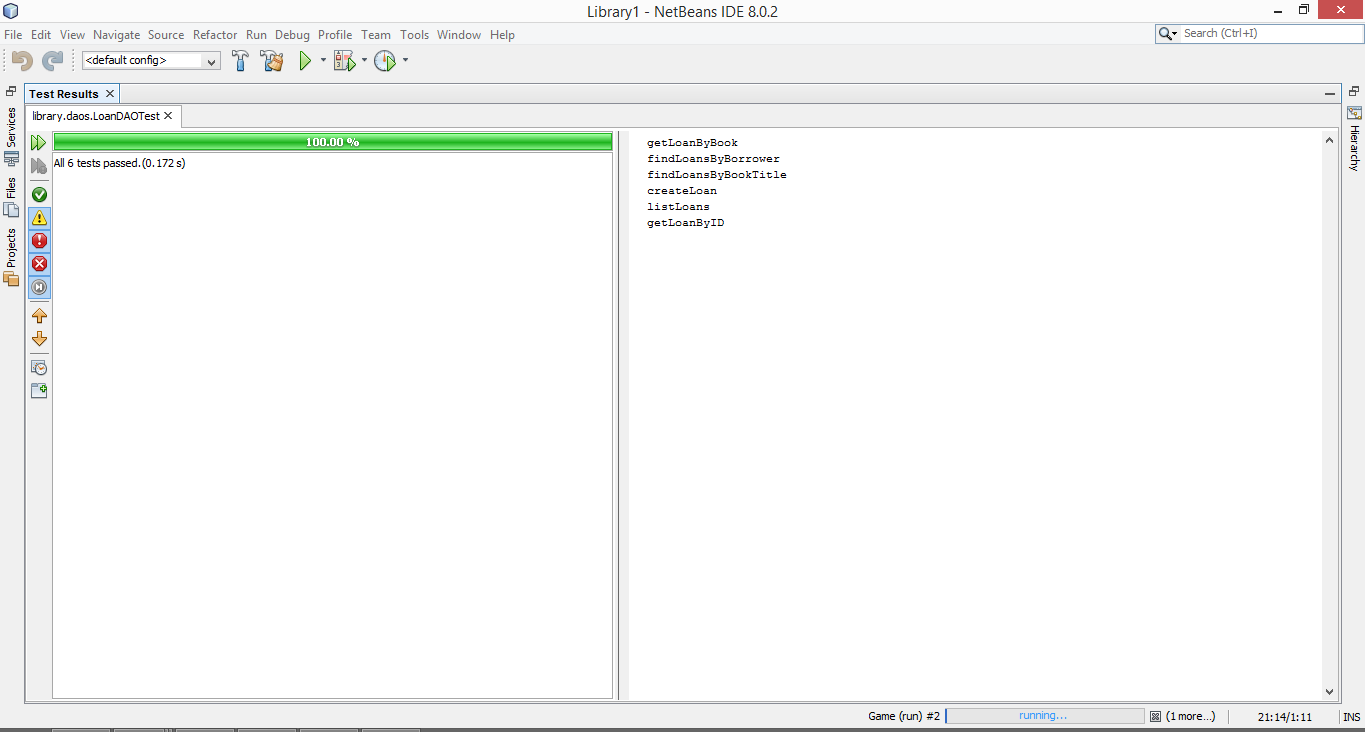 Library1 - NetBeans IDE 8.0.2
File Edit View Navigate Source Refactor Run Debug Profile Team Tools Window Help
Search (Ctrl+I)
<default config>
Test Results
library.daos.LoanDAOTest
Services
Files
Projects
Hierarchy
100.00 %
All 6 tests passed.(0.172 s)
getLoanByBook
findLoansByBorrower
findLoansByBookTitle
createLoan
listLoans
getLoanByID
Game (run) #2
running...
(1 more...)
21:14/1:11
INS